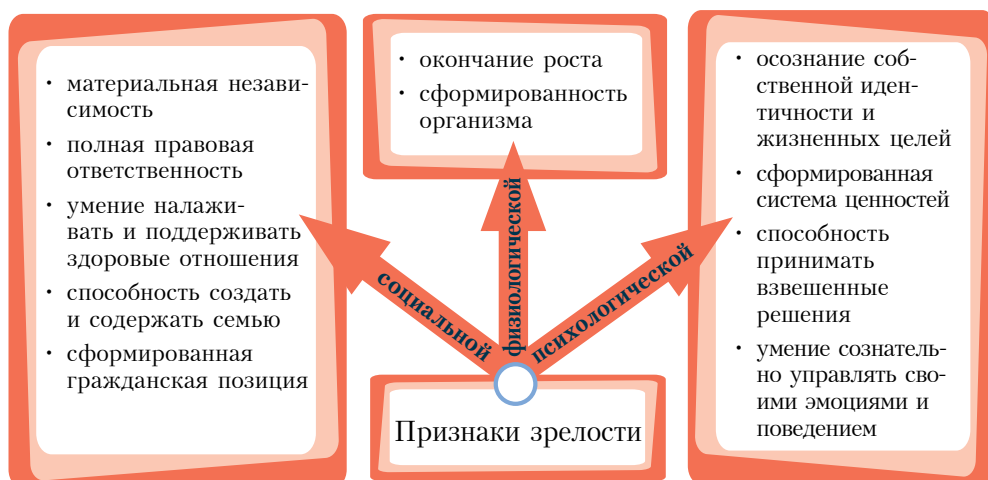 · материальная незави-
симость
· полная правовая
ответственность
· умение налажи-
вать и поддерживать
здоровые отношения
· способность создать
и содержать семью
· сформированная
гражданская позиция
· окончание роста
· сформированность
организма
· осознание соб-
ственной иден-
тичности и
жизненных целей
· сформированная
система ценностей
· способность
принимать
взвешенные
решения
· умение сознатель-
но управлять сво-
ими эмоциями и
поведением
социальной
физиологической
психологической
Признаки зрелости